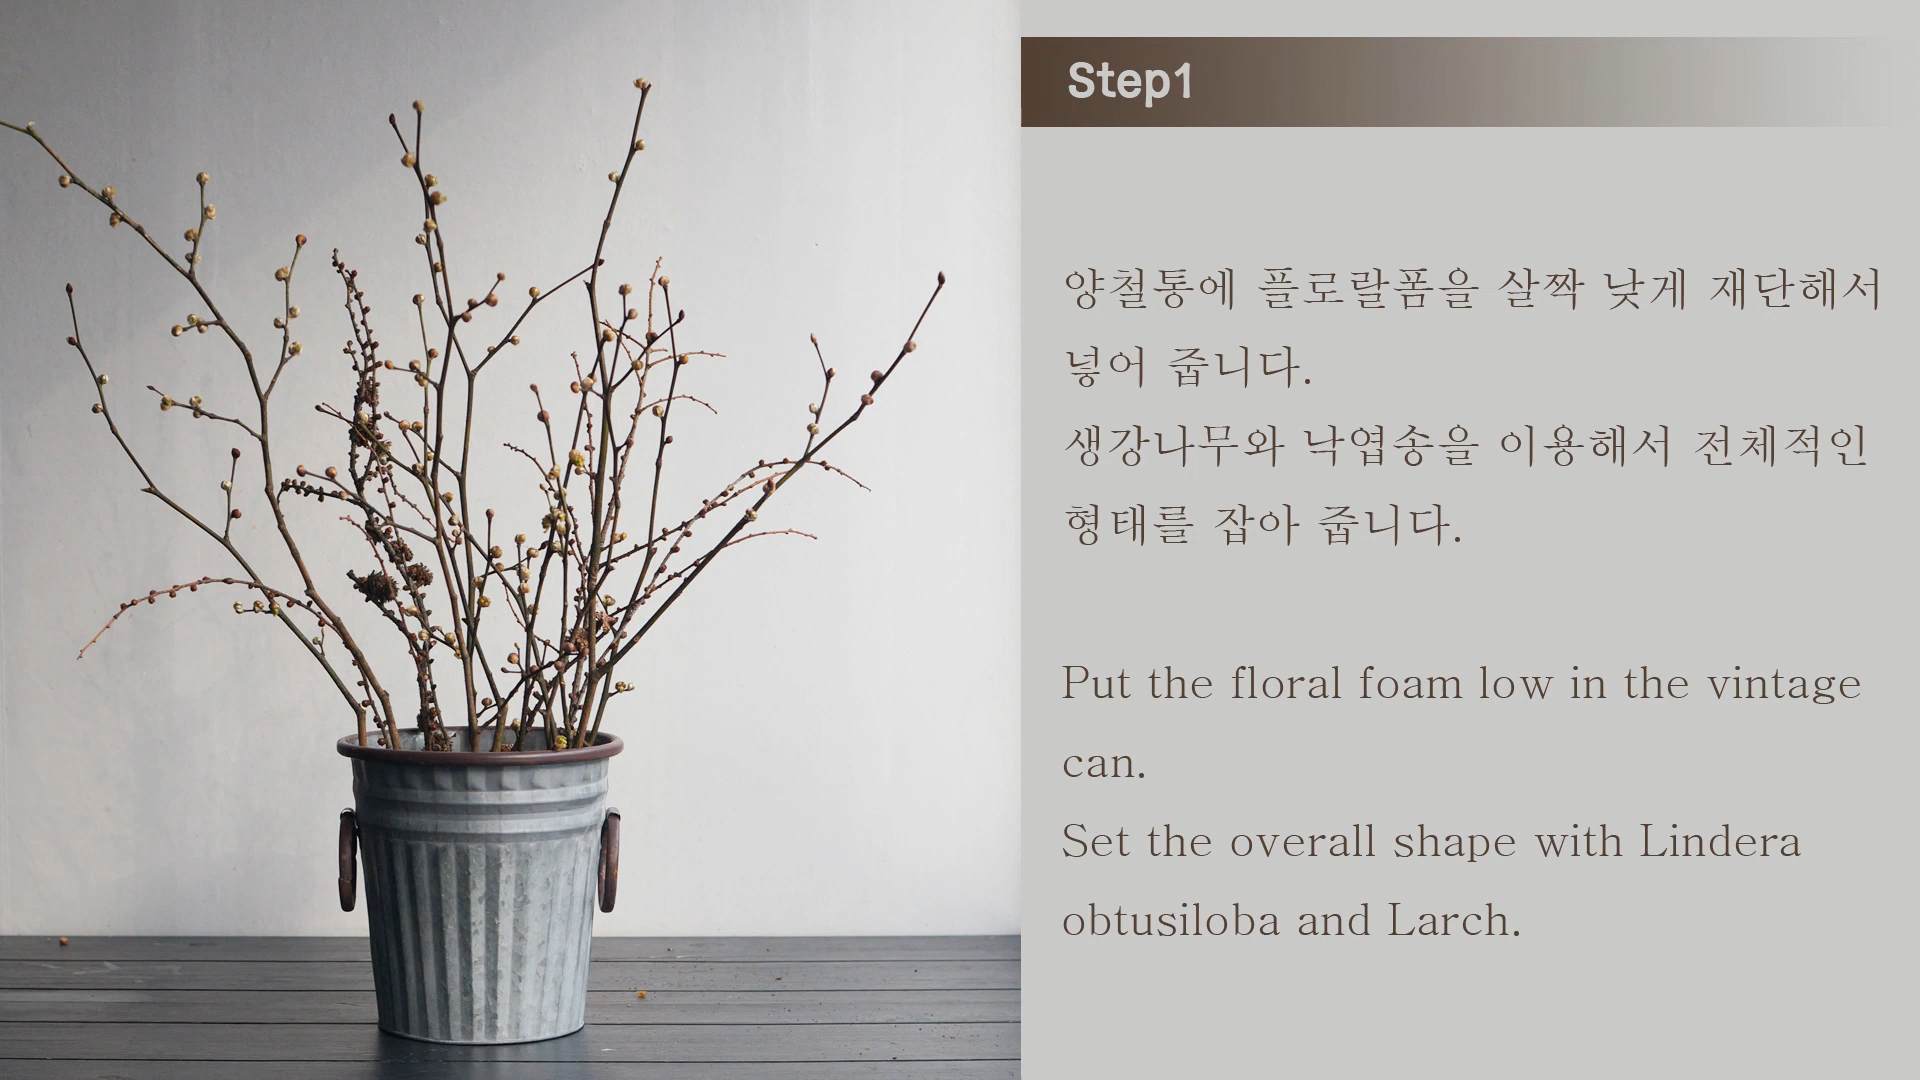 Step1
양철통에 플로랄폼을 살짝 낮게 재단해서
넣어 줍니다.
생강나무와 낙엽송을 이용해서 전체적인
형태를 잡아 줍니다.
Put the floral foam low in the vintage
can.
Set the overall shape with Lindera
obtusiloba and Larch.